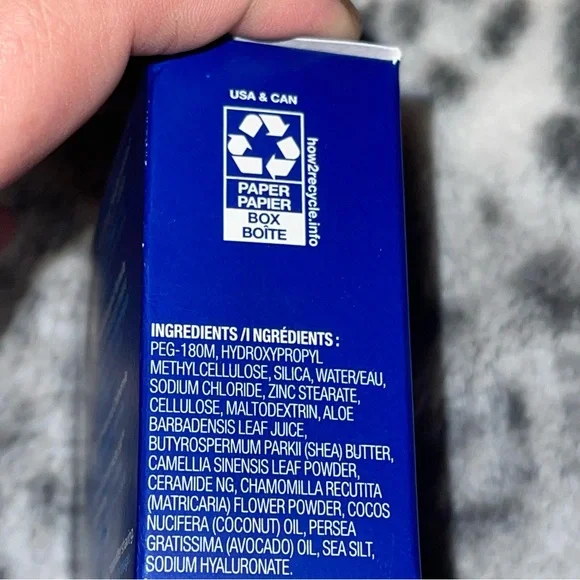 USA & CAN
how2recycle.info
PAPER
PAPIER
BOX
BOÎTE
INGREDIENTS /I NGRÉDIENTS :
PEG-180M, HYDROXYPROPYL
METHYLCELLULOSE, SILICA, WATER/EAU,
SODIUM CHLORIDE, ZINC STEARATE,
CELLULOSE, MALTODEXTRIN, ALOE
BARBADENSIS LEAF JUICE,
BUTYROSPERMUM PARKII (SHEA) BUTTER,
CAMELLIA SINENSIS LEAF POWDER,
CERAMIDE NG, CHAMOMILLA RECUTITA
(MATRICARIA) FLOWER POWDER, COCOS
NUCIFERA (COCONUT) OIL, PERSEA
GRATISSIMA (AVOCADO) OIL, SEA SILT,
SODIUM HYALURONATE.